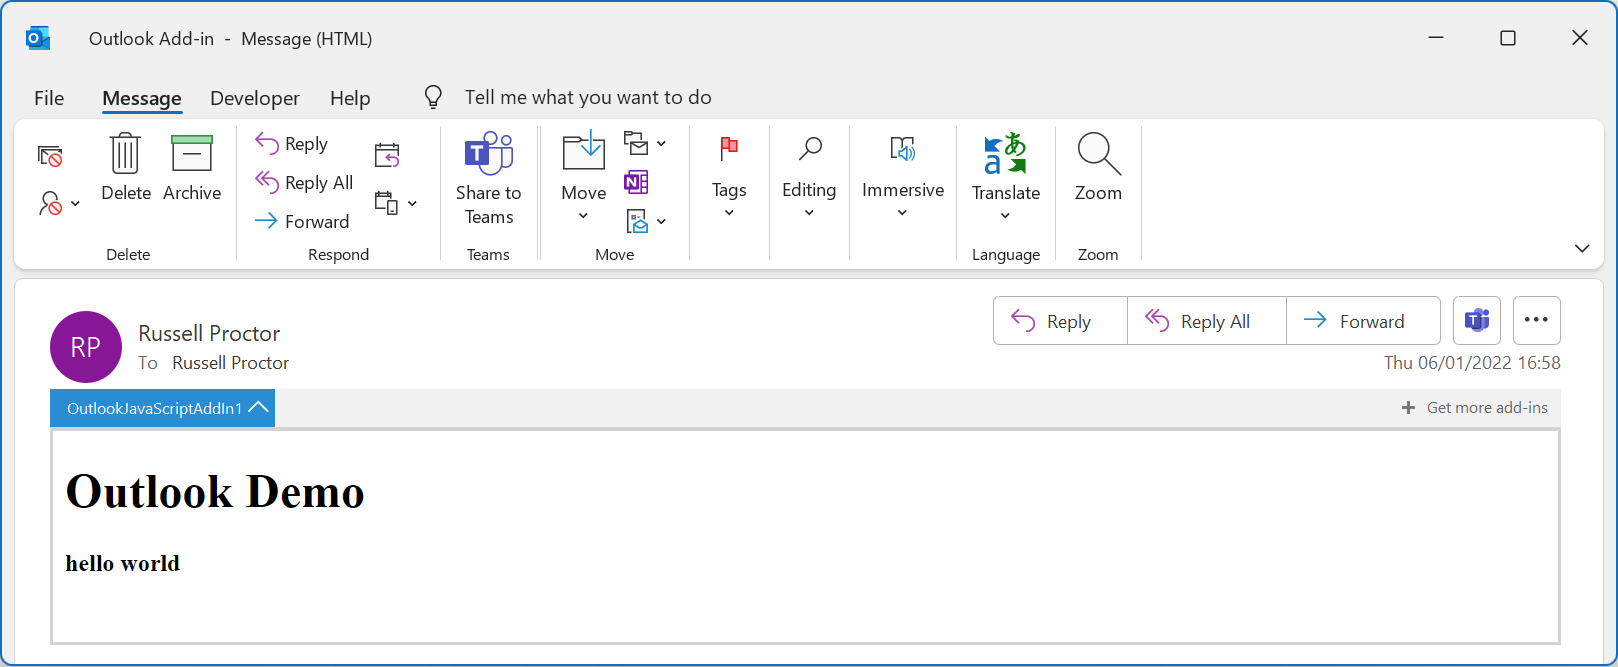 Outlook Add-in - Message (HTML)
File Message Developer Help Tell me what you want to do
Delete
Archive
Delete
Reply
Reply All
Forward
Respond
Share to
Teams
Teams
Move
Move
Tags
Editing
Immersive
Translate
Language
Zoom
Zoom
RP
Russell Proctor
To Russell Proctor
Reply Reply All Forward
Thu 06/01/2022 16:58
OutlookJavaScriptAddIn1
+ Get more add-ins
Outlook Demo
hello world